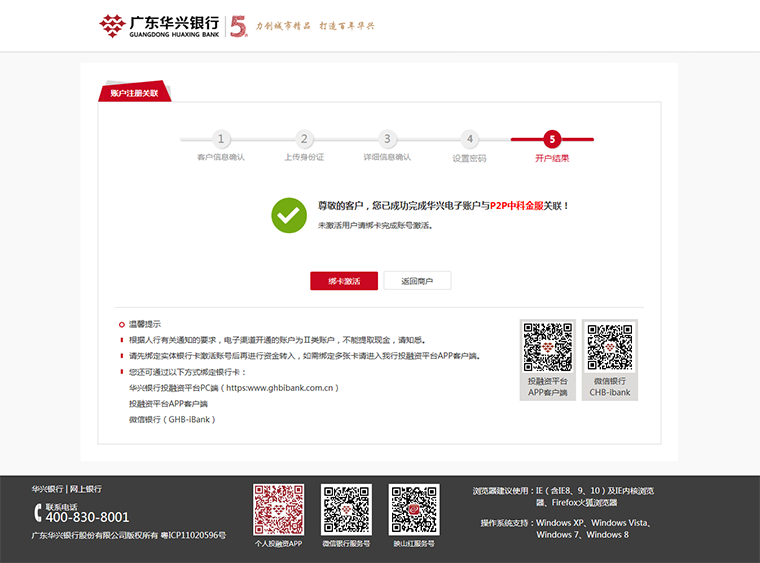 广东华兴银行
GUANGDONG HUAXING BANK
5
力创城市精品 打造百年华兴
账户注册关联
1 2 3 4 5
客户信息确认 上传身份证 详细信息确认 设置密码 开户结果
尊敬的客户，您已成功完成华兴电子账户与P2P中科金服关联！
未激活用户请绑卡完成账号激活。
绑卡激活 返回商户
温馨提示
根据人行有关通知的要求，电子渠道开通的账户为Ⅱ类账户，不能提取现金，请知悉。
请先绑定实体银行卡激活账号后再进行资金转入，如需绑定多张卡请进入我行投融资平台APP客户端。
您还可通过以下方式绑定银行卡：
华兴银行投融资平台PC端（https:www.ghbibank.com.cn）
投融资平台APP客户端
微信银行（GHB-iBank）
投融资平台
APP客户端
微信银行
CHB-ibank
华兴银行 | 网上银行
联系电话
400-830-8001
广东华兴银行股份有限公司版权所有 粤ICP11020596号
个人投融资APP 微信银行服务号 映山红服务号
浏览器建议使用：IE（含IE8、9、10）及IE内核浏览
器、Firefox火狐浏览器
操作系统支持：Windows XP、Windows Vista、
Windows 7、Windows 8